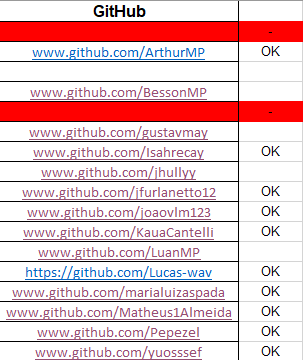 GitHub
-
www.github.com/ArthurMP OK
www.github.com/BessonMP
-
www.github.com/gustavmay
www.github.com/Isahrecay OK
www.github.com/jhullyy
www.github.com/jfurlanetto12 OK
www.github.com/joaovlm123 OK
www.github.com/KauaCantelli OK
www.github.com/LuanMP
https://github.com/Lucas-wav OK
www.github.com/marialuizaspada OK
www.github.com/Matheus1Almeida OK
www.github.com/Pepezel OK
www.github.com/yuosssef OK